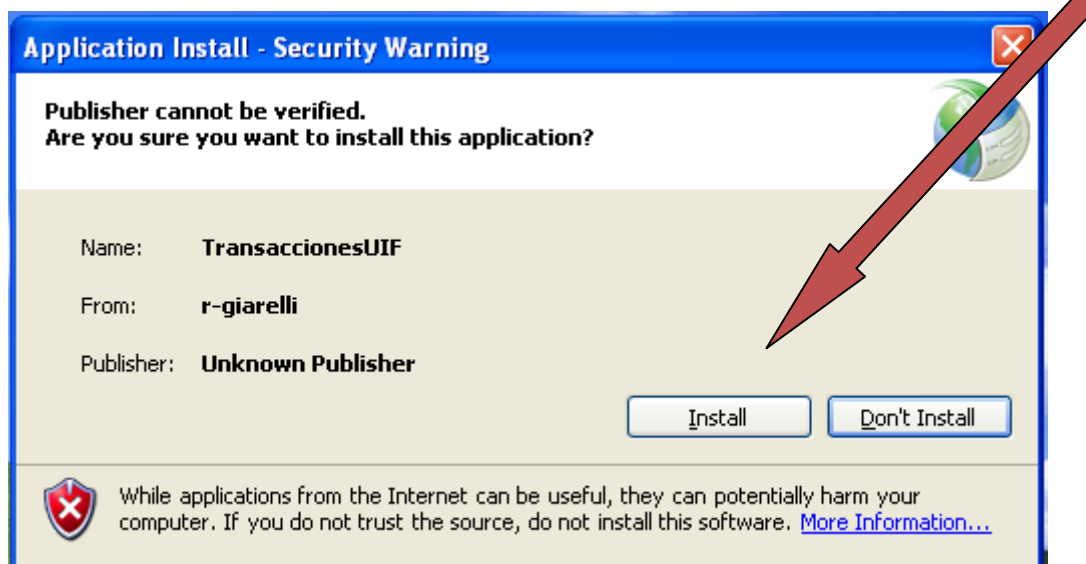 Application Install - Security Warning
Publisher cannot be verified.
Are you sure you want to install this application?
Name: TransaccionesUIF
From: r-giarelli
Publisher: Unknown Publisher
Install Don't Install
While applications from the Internet can be useful, they can potentially harm your
computer. If you do not trust the source, do not install this software. More Information...